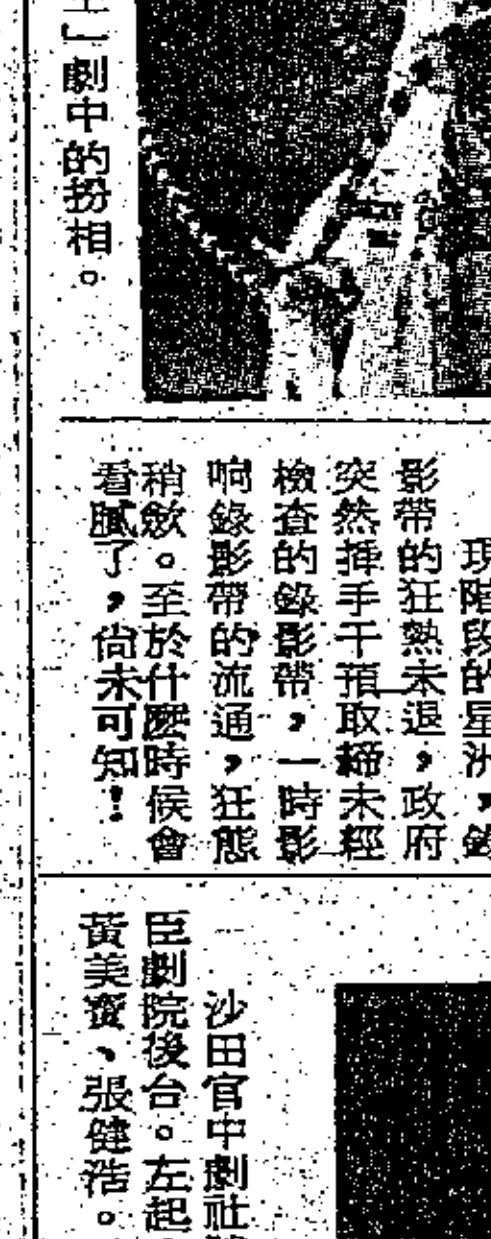 」劇中的扮相。
現階段的星洲，錄
影帶的狂熱未退，政府
突然揷手干預取締未經
檢查的錄影帶，一時影
响錄影帶的流通，狂態
稍斂。至於什麼時候會
看膩了，尙未可知！
沙田官中劇社
臣劇院後台。左起
黃美賓、張健浩。